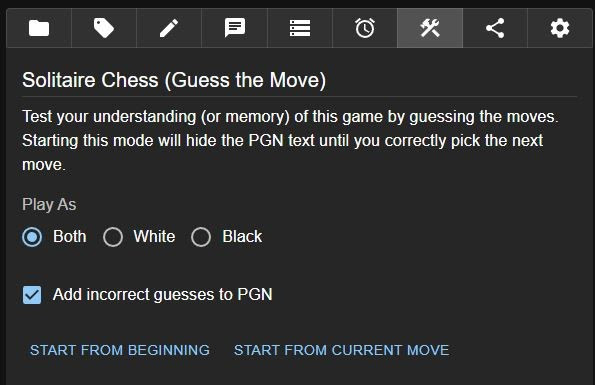 Solitaire Chess (Guess the Move)
Test your understanding (or memory) of this game by guessing the moves.
Starting this mode will hide the PGN text until you correctly pick the next
move.
Play As
Both White Black
Add incorrect guesses to PGN
START FROM BEGINNING START FROM CURRENT MOVE